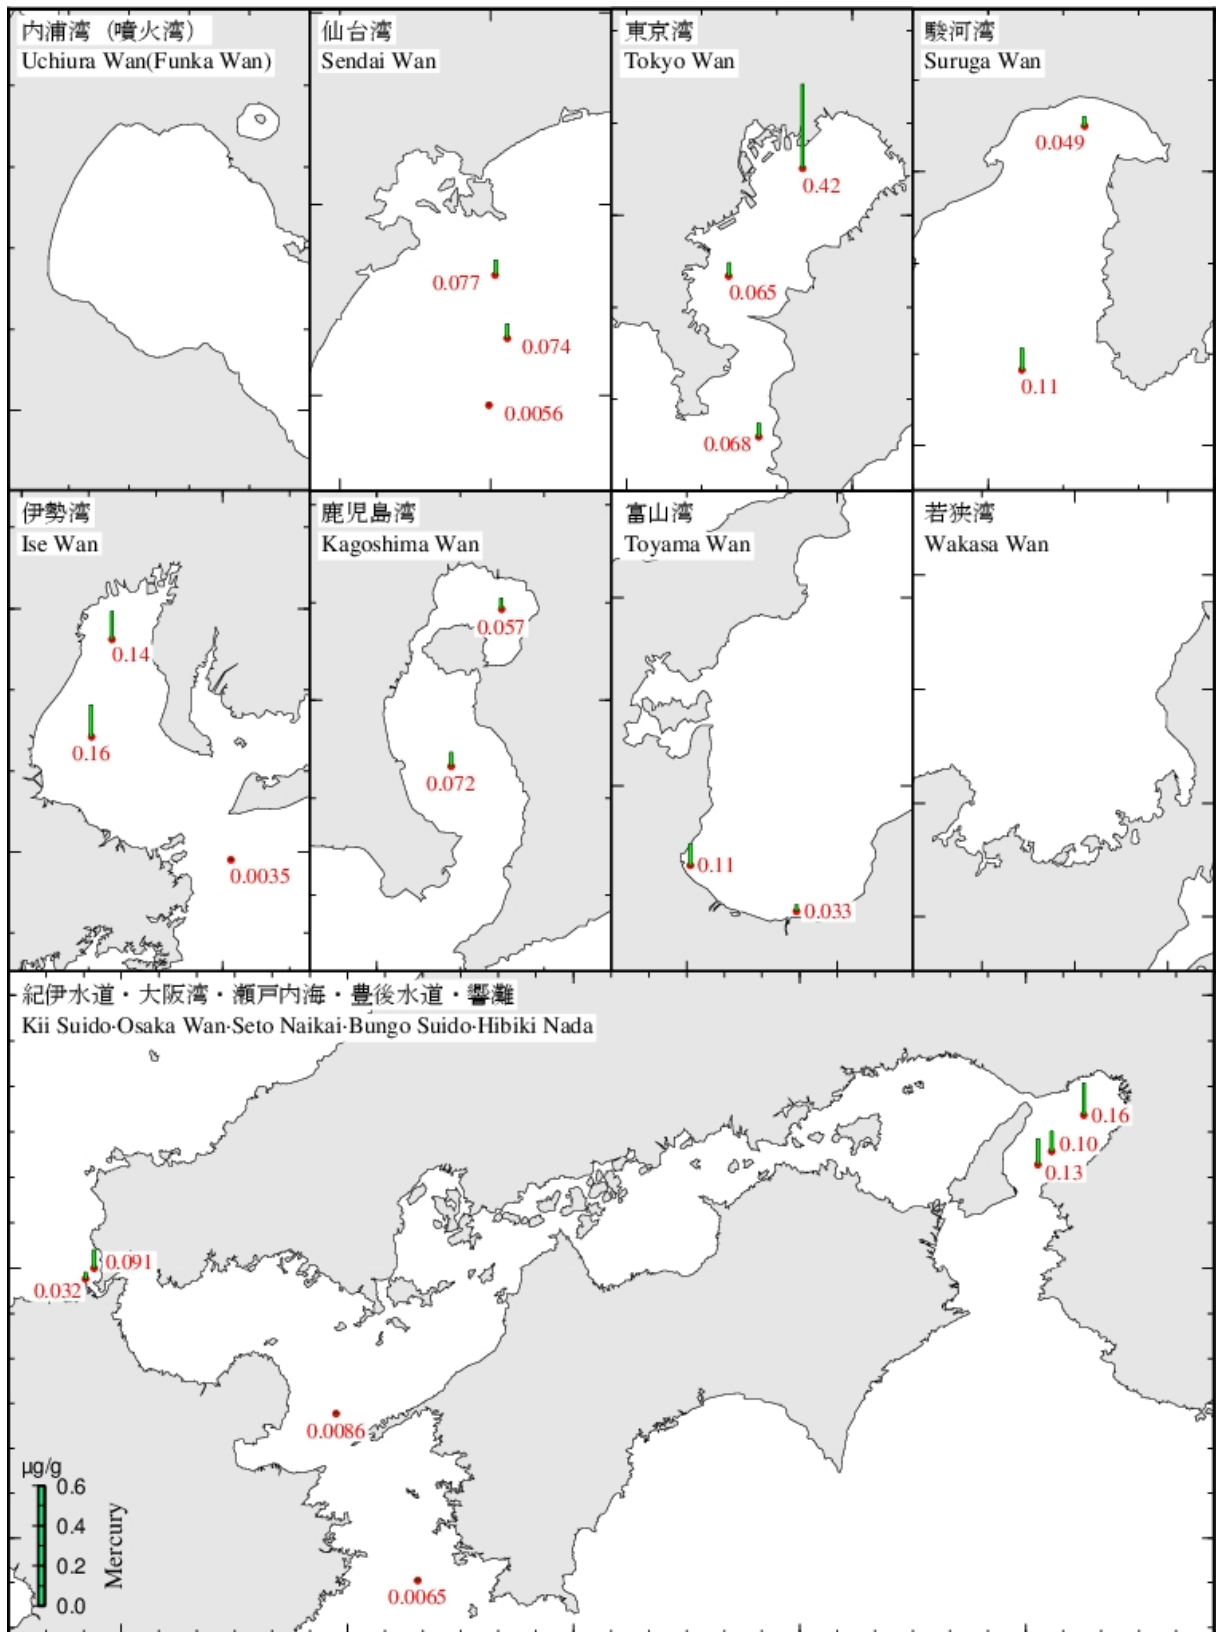 内浦湾（噴火湾）
Uchiura Wan(Funka Wan)
仙台湾
Sendai Wan
0.077
0.074
0.0056
東京湾
Tokyo Wan
0.42
0.065
0.068
駿河湾
Suruga Wan
0.049
0.11
伊勢湾
Ise Wan
0.14
0.16
0.0035
鹿児島湾
Kagoshima Wan
0.057
0.072
富山湾
Toyama Wan
0.11
0.033
若狭湾
Wakasa Wan
紀伊水道・大阪湾・瀬戸内海・豊後水道・響灘
Kii Suido·Osaka Wan·Seto Naikai·Bungo Suido·Hibiki Nada
0.16
0.10
0.13
0.091
0.032
0.0086
0.0065
μg/g
0.6
0.4
0.2
0.0
Mercury